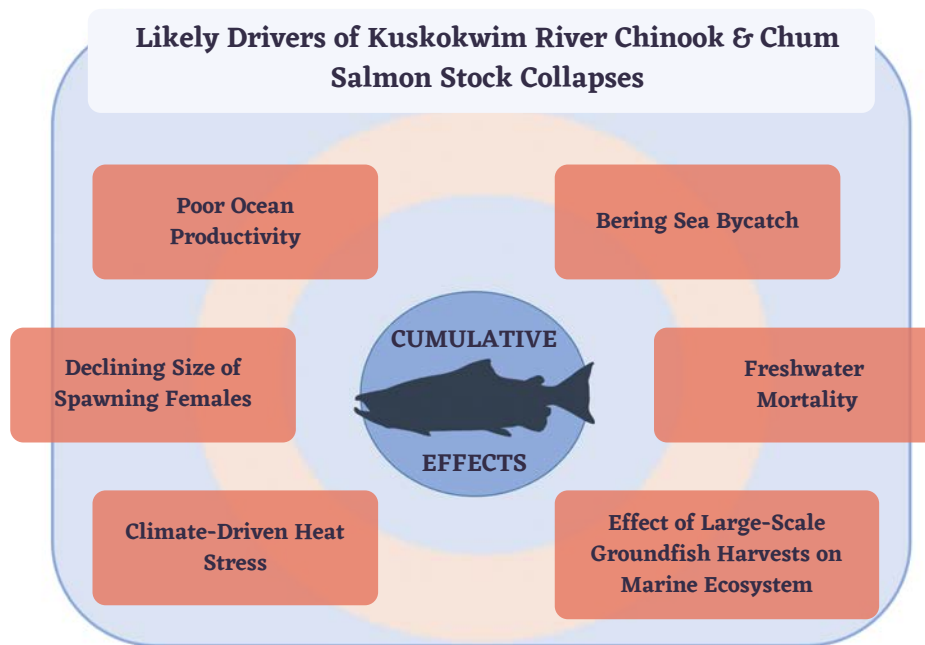 Likely Drivers of Kuskokwim River Chinook & Chum
Salmon Stock Collapses
Poor Ocean
Productivity
Bering Sea Bycatch
Declining Size of
Spawning Females
CUMULATIVE
EFFECTS
Freshwater
Mortality
Climate-Driven Heat
Stress
Effect of Large-Scale
Groundfish Harvests on
Marine Ecosystem